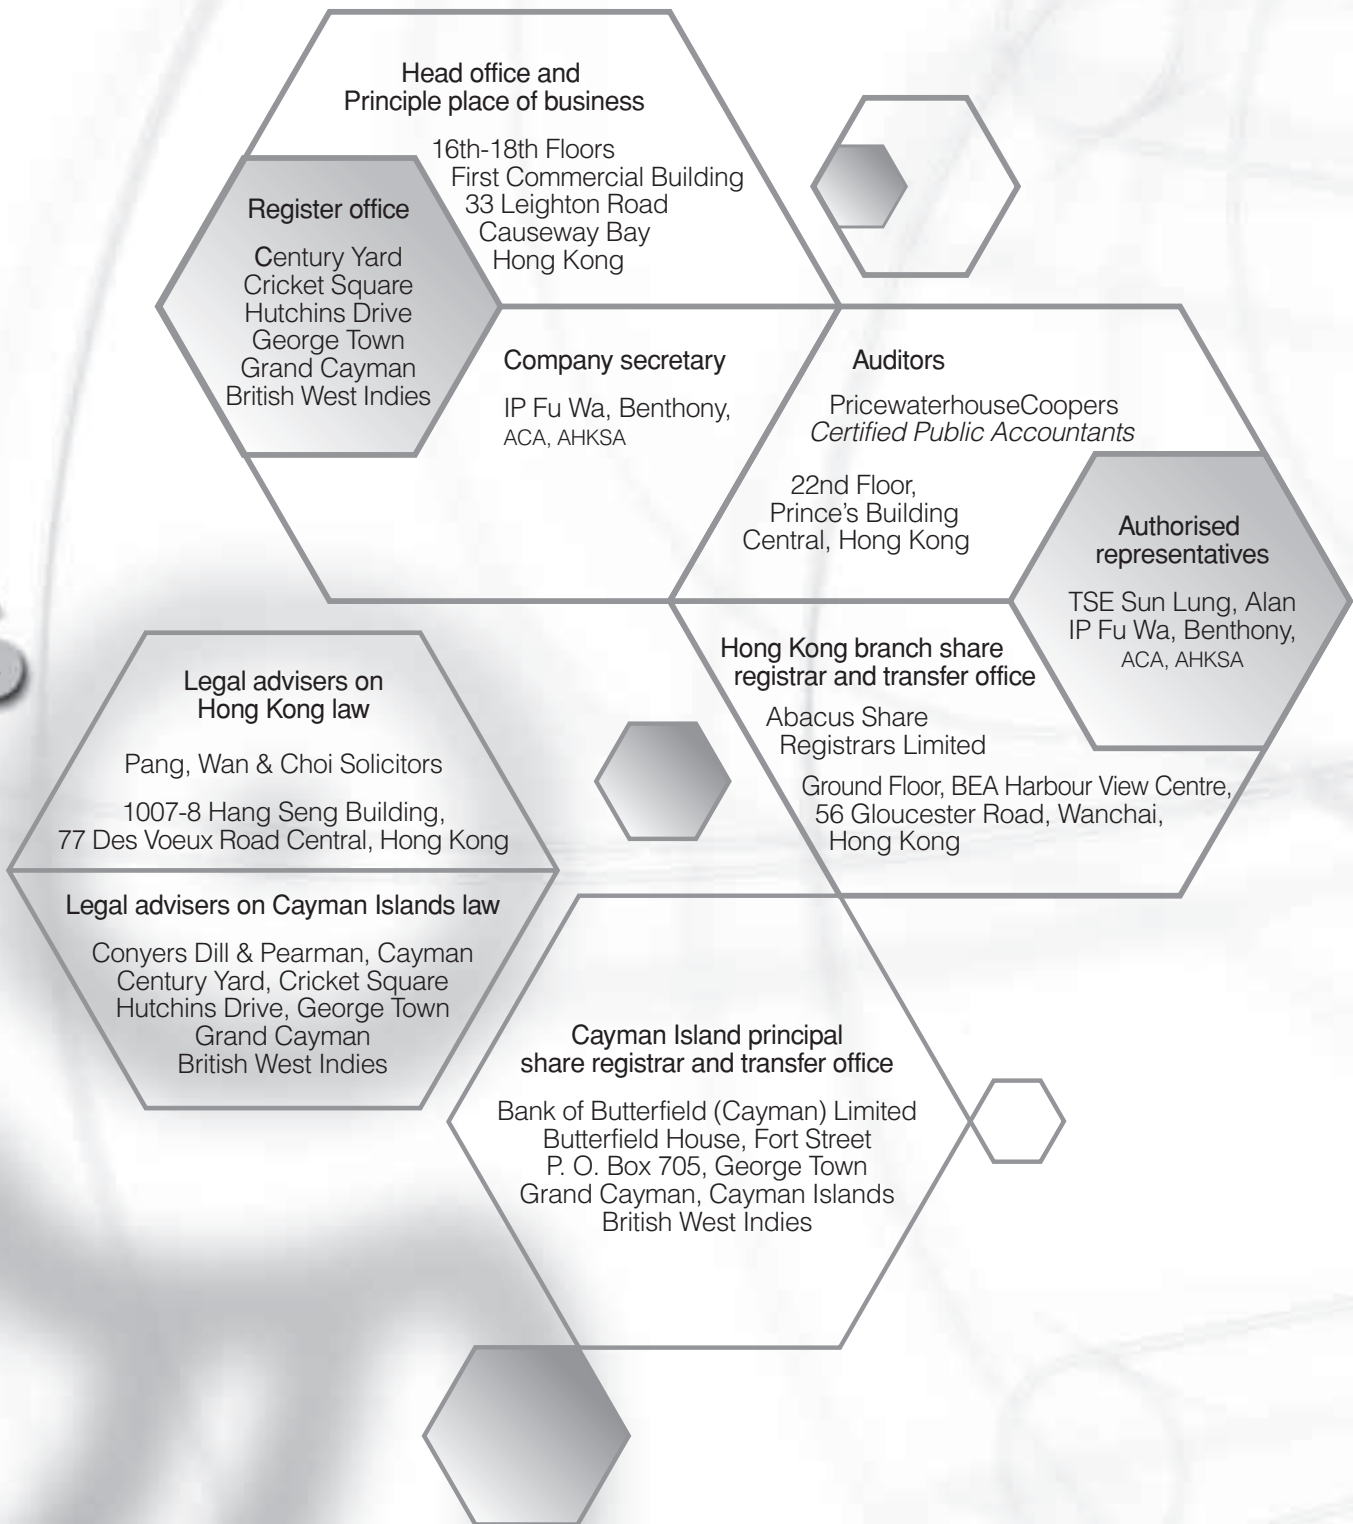 Head office and
Principle place of business
16th-18th Floors
First Commercial Building
33 Leighton Road
Causeway Bay
Hong Kong
Register office
Century Yard
Cricket Square
Hutchins Drive
George Town
Grand Cayman
British West Indies
Company secretary
IP Fu Wa, Benthony,
ACA, AHKSA
Auditors
PricewaterhouseCoopers
Certified Public Accountants
22nd Floor,
Prince's Building
Central, Hong Kong
Authorised
representatives
TSE Sun Lung, Alan
IP Fu Wa, Benthony,
ACA, AHKSA
Hong Kong branch share
registrar and transfer office
Abacus Share
Registrars Limited
Ground Floor, BEA Harbour View Centre,
56 Gloucester Road, Wanchai,
Hong Kong
Legal advisers on
Hong Kong law
Pang, Wan & Choi Solicitors
1007-8 Hang Seng Building,
77 Des Voeux Road Central, Hong Kong
Legal advisers on Cayman Islands law
Conyers Dill & Pearman, Cayman
Century Yard, Cricket Square
Hutchins Drive, George Town
Grand Cayman
British West Indies
Cayman Island principal
share registrar and transfer office
Bank of Butterfield (Cayman) Limited
Butterfield House, Fort Street
P. O. Box 705, George Town
Grand Cayman, Cayman Islands
British West Indies